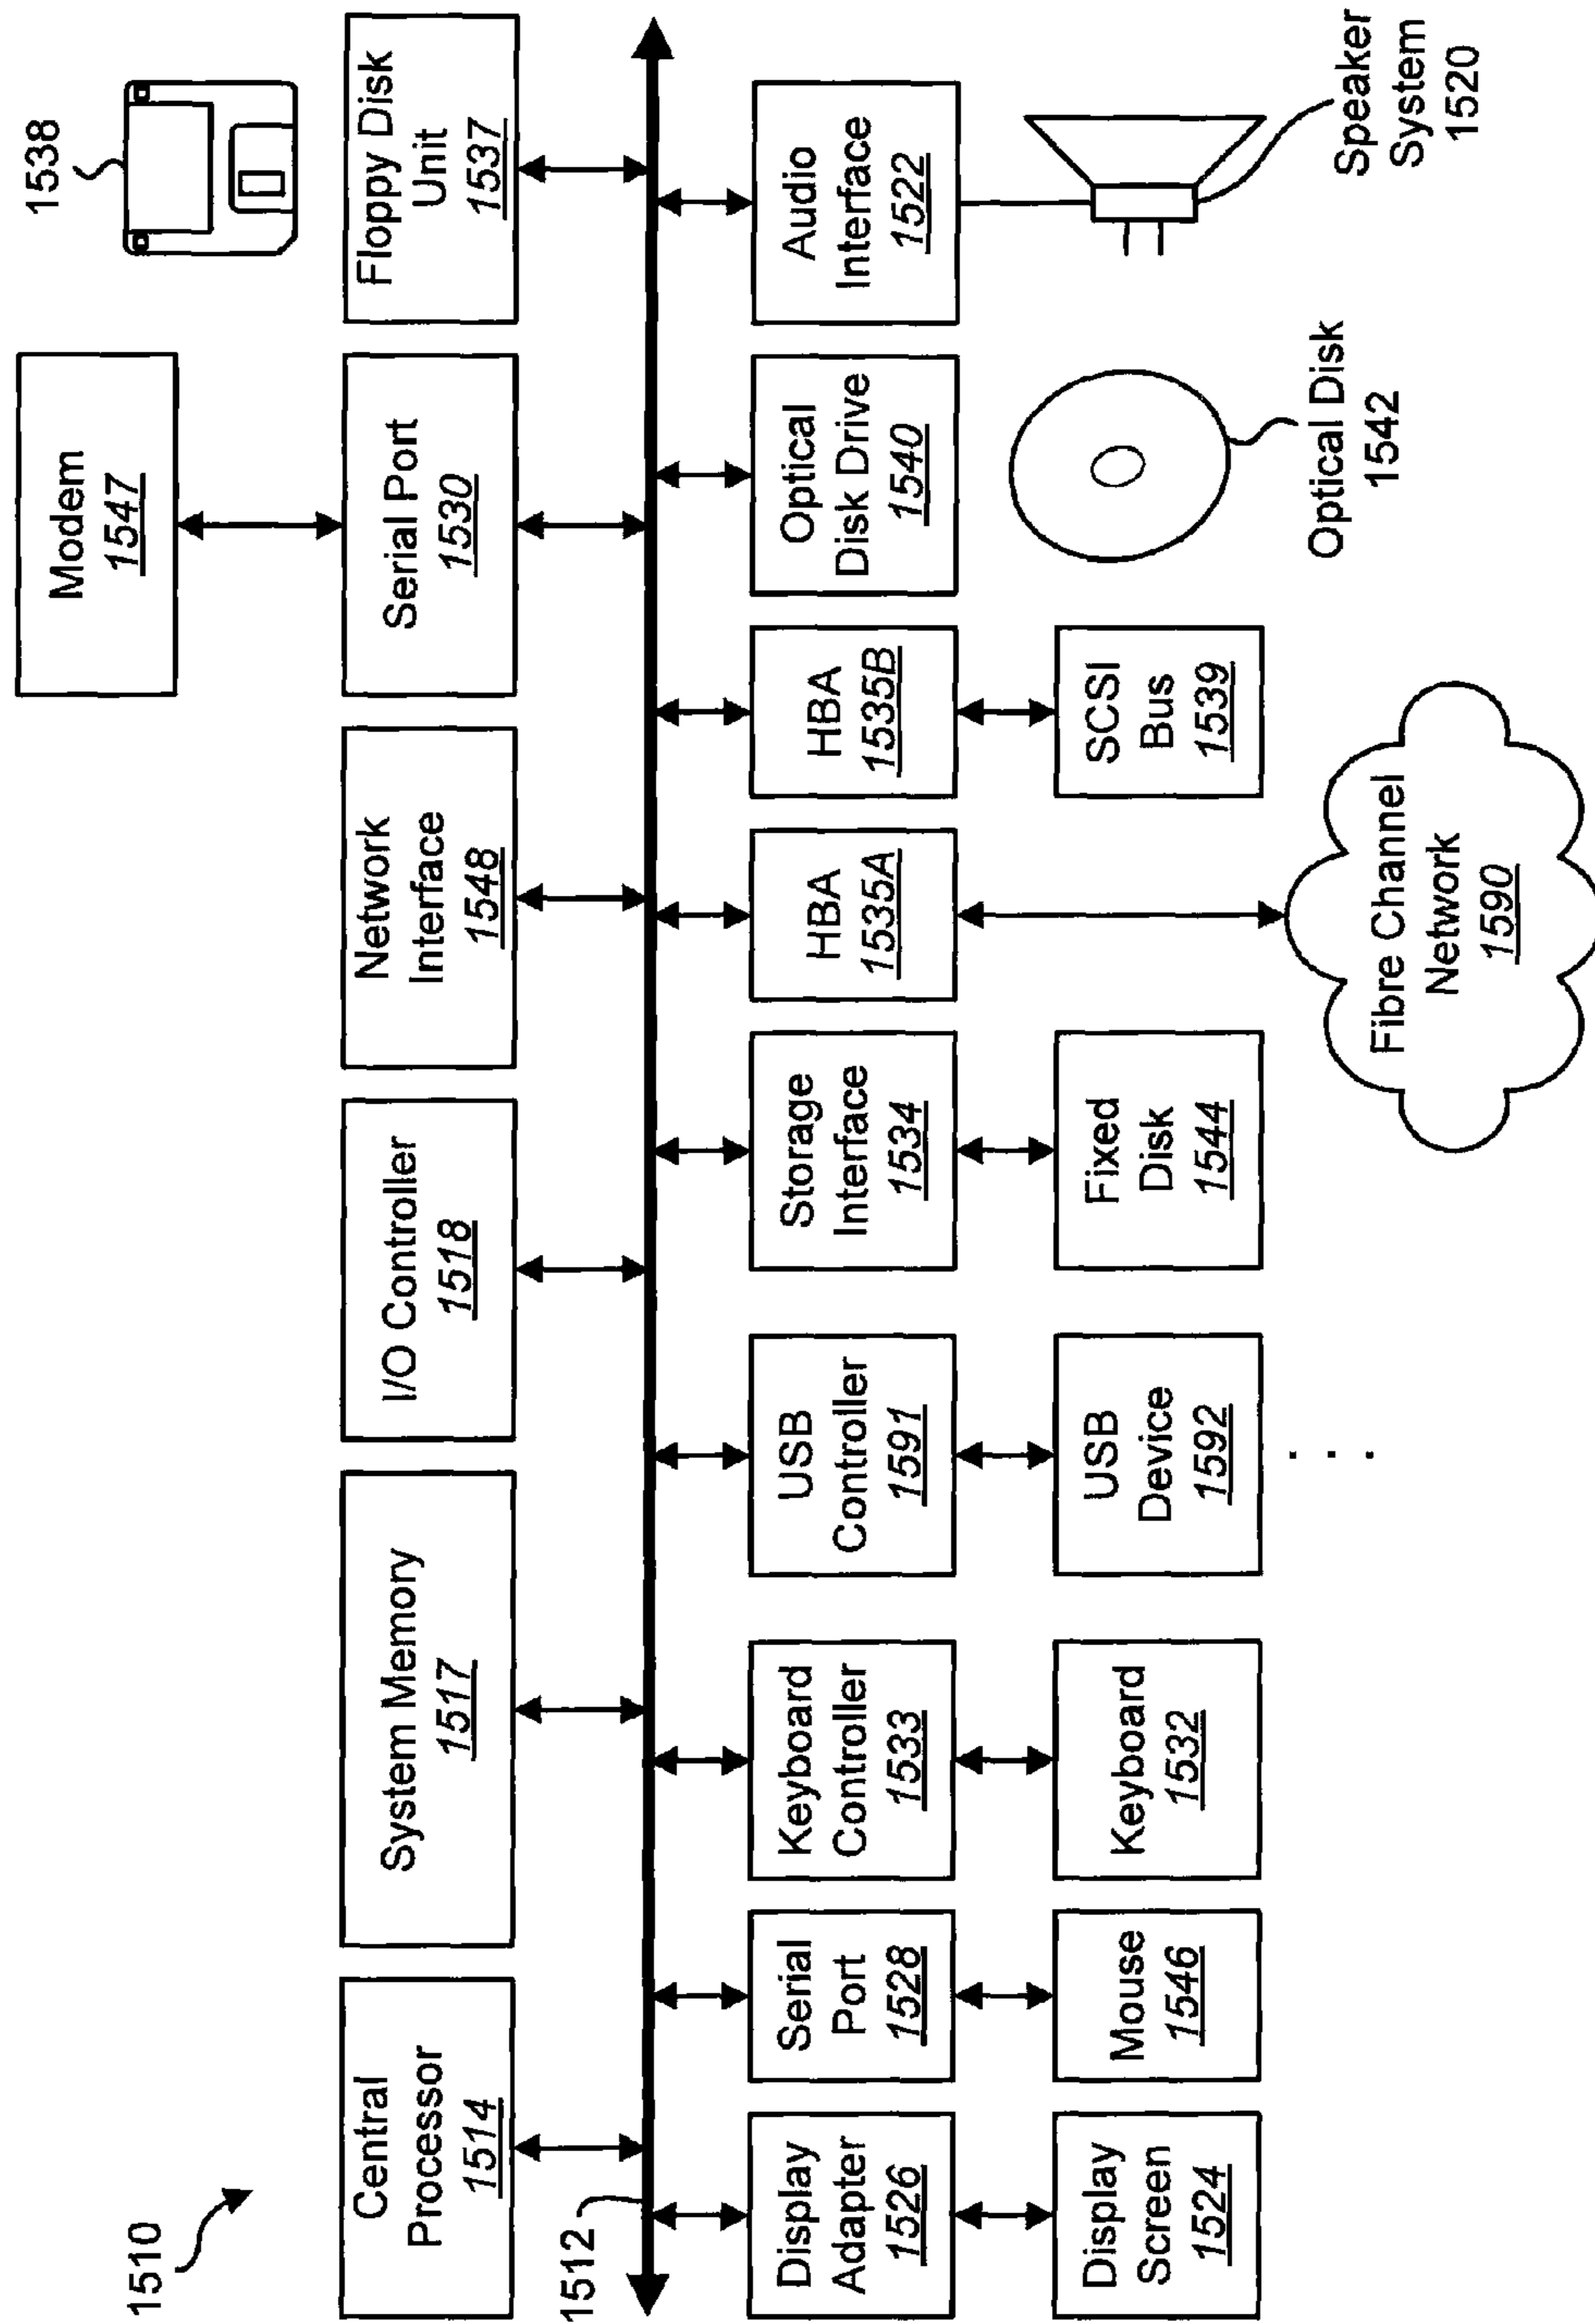 1510
Modem
1547
1538
Central
Processor
1514
System Memory
1517
I/O Controller
1518
Network
Interface
1548
Serial Port
1530
Floppy Disk
Unit
1537
1512
Display
Adapter
1526
Serial
Port
1528
Keyboard
Controller
1533
USB
Controller
1591
Storage
Interface
1534
HBA
1535A
HBA
1535B
Optical
Disk Drive
1540
Audio
Interface
1522
Display
Screen
1524
Mouse
1546
Keyboard
1532
USB
Device
1592
. . .
Fixed
Disk
1544
SCSI
Bus
1539
Fibre Channel
Network
1590
Optical Disk
1542
Speaker
System
1520